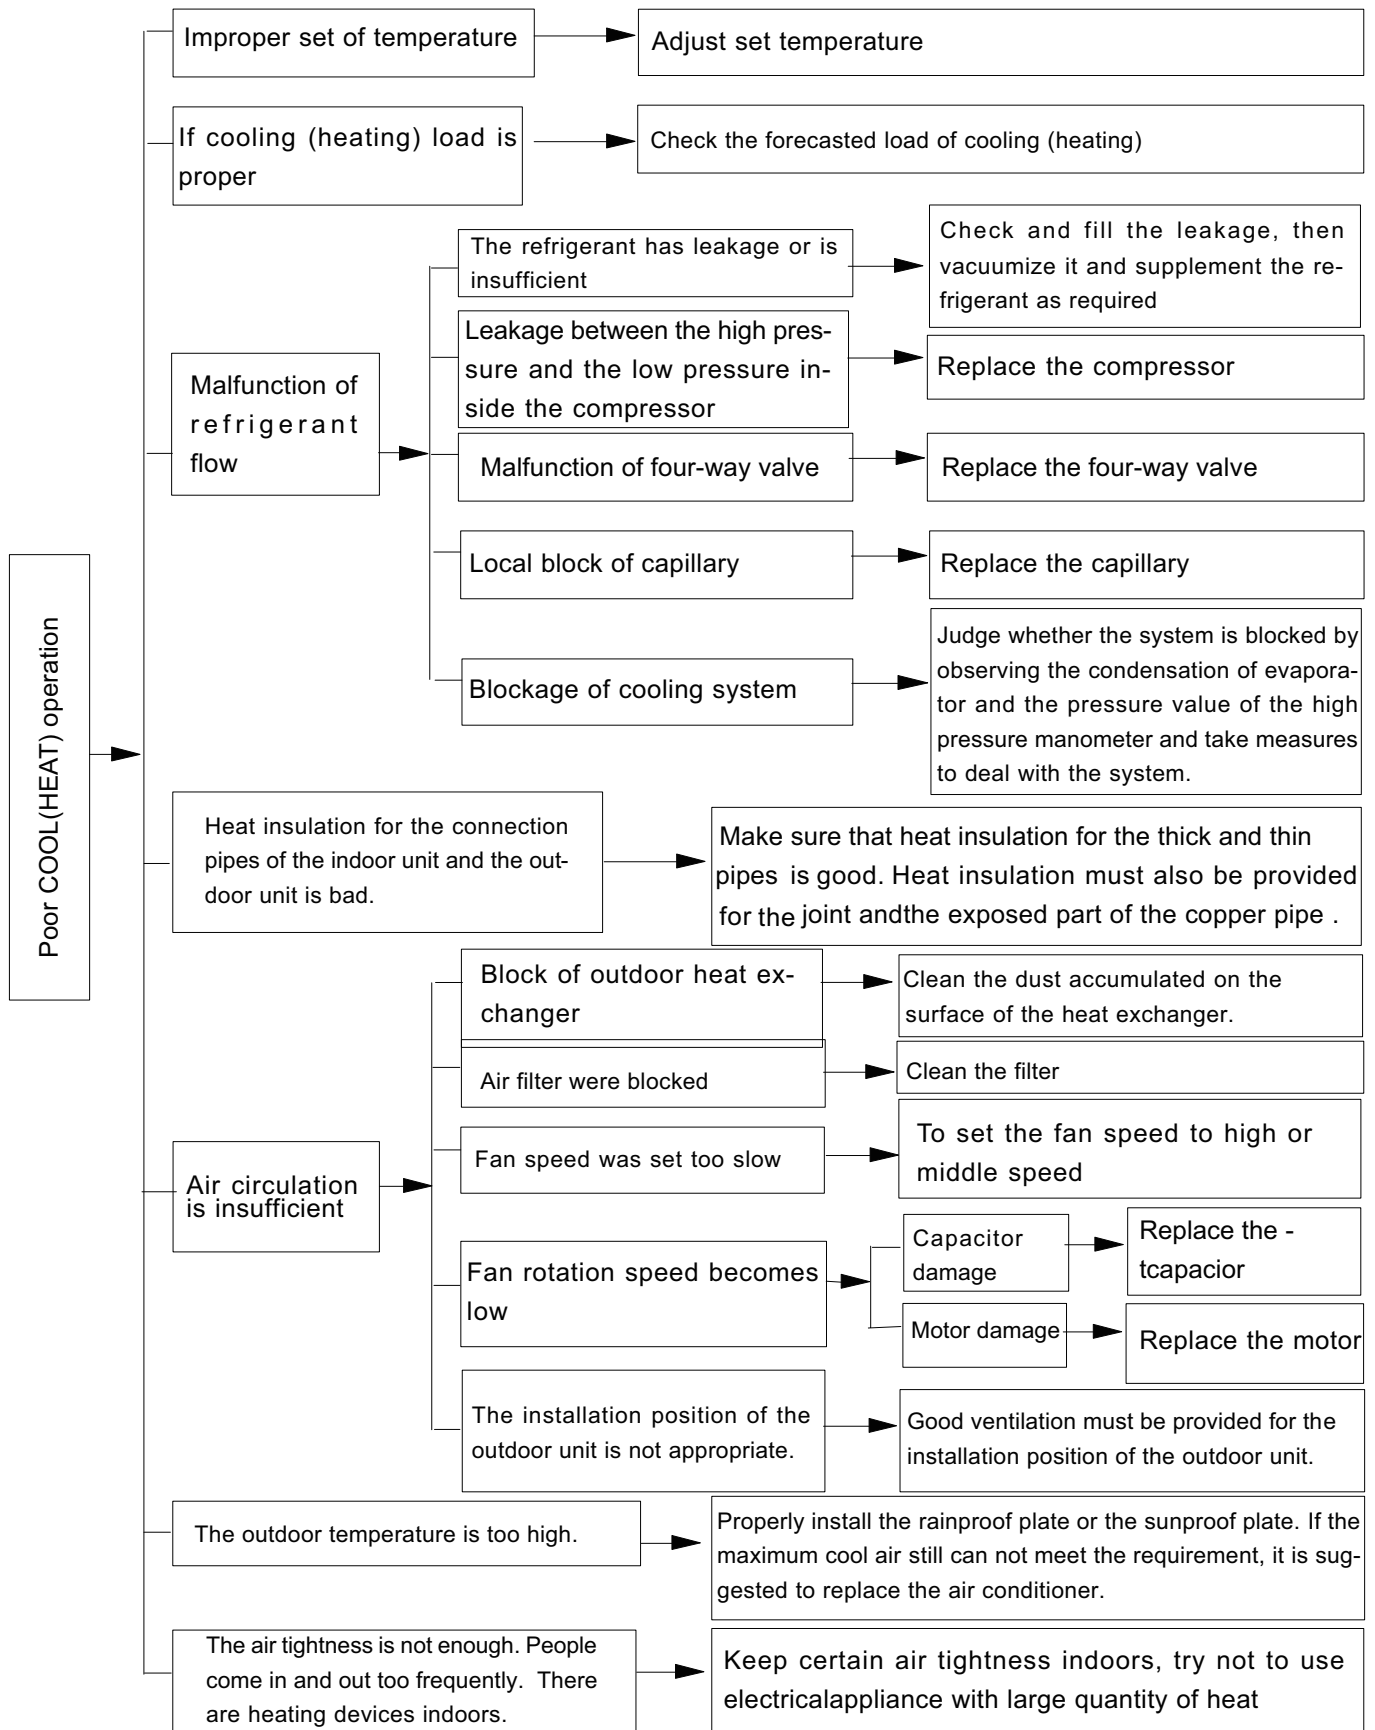 Poor COOL(HEAT) operation
Improper set of temperature
Adjust set temperature
If cooling (heating) load is
proper
Check the forecasted load of cooling (heating)
Malfunction of
refrigerant
flow
The refrigerant has leakage or is
insufficient
Check and fill the leakage, then
vacuumize it and supplement the re-
frigerant as required
Leakage between the high pres-
sure and the low pressure in-
side the compressor
Replace the compressor
Malfunction of four-way valve
Replace the four-way valve
Local block of capillary
Replace the capillary
Blockage of cooling system
Judge whether the system is blocked by
observing the condensation of evapora-
tor and the pressure value of the high
pressure manometer and take measures
to deal with the system.
Heat insulation for the connection
pipes of the indoor unit and the out-
door unit is bad.
Make sure that heat insulation for the thick and thin
pipes is good. Heat insulation must also be provided
for the joint andthe exposed part of the copper pipe .
Air circulation
is insufficient
Block of outdoor heat ex-
changer
Clean the dust accumulated on the
surface of the heat exchanger.
Air filter were blocked
Clean the filter
Fan speed was set too slow
To set the fan speed to high or
middle speed
Fan rotation speed becomes
low
Capacitor
damage
Replace the -
tcapacior
Motor damage
Replace the motor
The installation position of the
outdoor unit is not appropriate.
Good ventilation must be provided for the
installation position of the outdoor unit.
The outdoor temperature is too high.
Properly install the rainproof plate or the sunproof plate. If the
maximum cool air still can not meet the requirement, it is sug-
gested to replace the air conditioner.
The air tightness is not enough. People
come in and out too frequently. There
are heating devices indoors.
Keep certain air tightness indoors, try not to use
electricalappliance with large quantity of heat